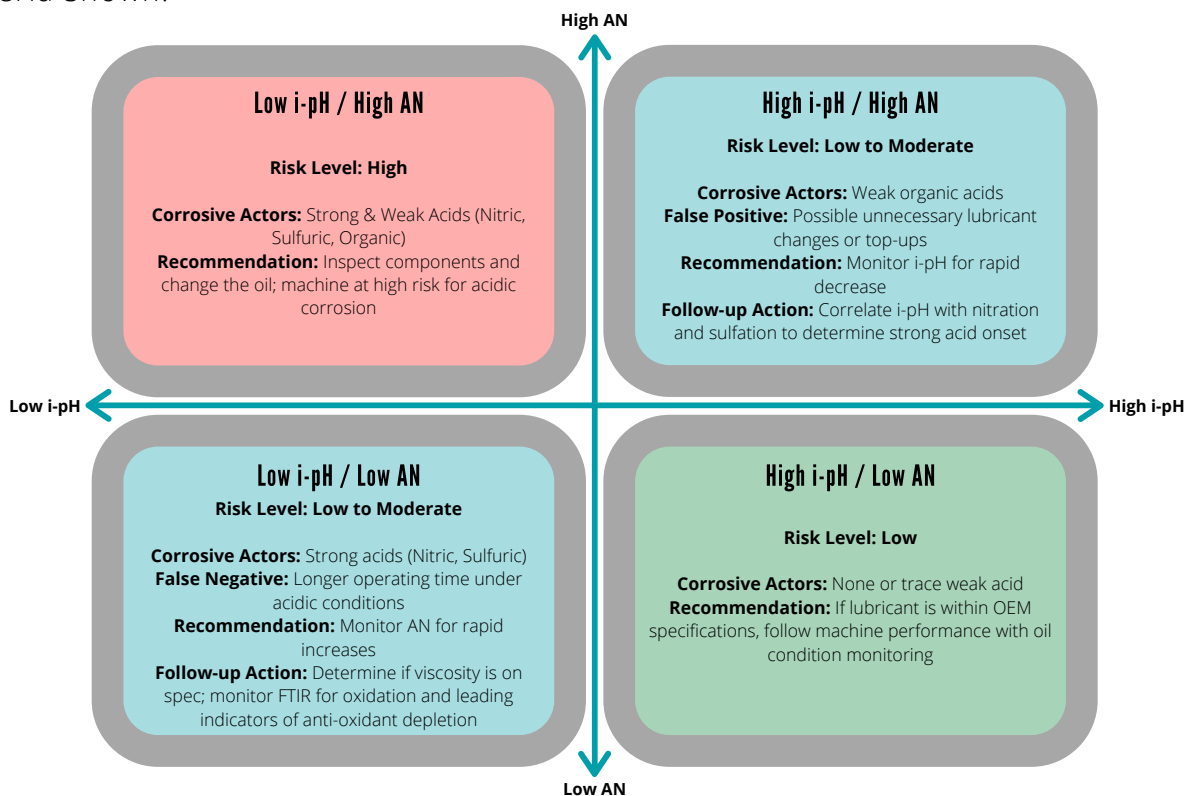 High AN
Low i-pH / High AN
Risk Level: High
Corrosive Actors: Strong & Weak Acids (Nitric,
Sulfuric, Organic)
Recommendation: Inspect components and
change the oil; machine at high risk for acidic
corrosion
High i-pH / High AN
Risk Level: Low to Moderate
Corrosive Actors: Weak organic acids
False Positive: Possible unnecessary lubricant
changes or top-ups
Recommendation: Monitor i-pH for rapid
decrease
Follow-up Action: Correlate i-pH with nitration
and sulfation to determine strong acid onset
Low i-pH
High i-pH
Low i-pH / Low AN
Risk Level: Low to Moderate
Corrosive Actors: Strong acids (Nitric, Sulfuric)
False Negative: Longer operating time under
acidic conditions
Recommendation: Monitor AN for rapid
increases
Follow-up Action: Determine if viscosity is on
spec; monitor FTIR for oxidation and leading
indicators of anti-oxidant depletion
High i-pH / Low AN
Risk Level: Low
Corrosive Actors: None or trace weak acid
Recommendation: If lubricant is within OEM
specifications, follow machine performance with oil
condition monitoring
Low AN